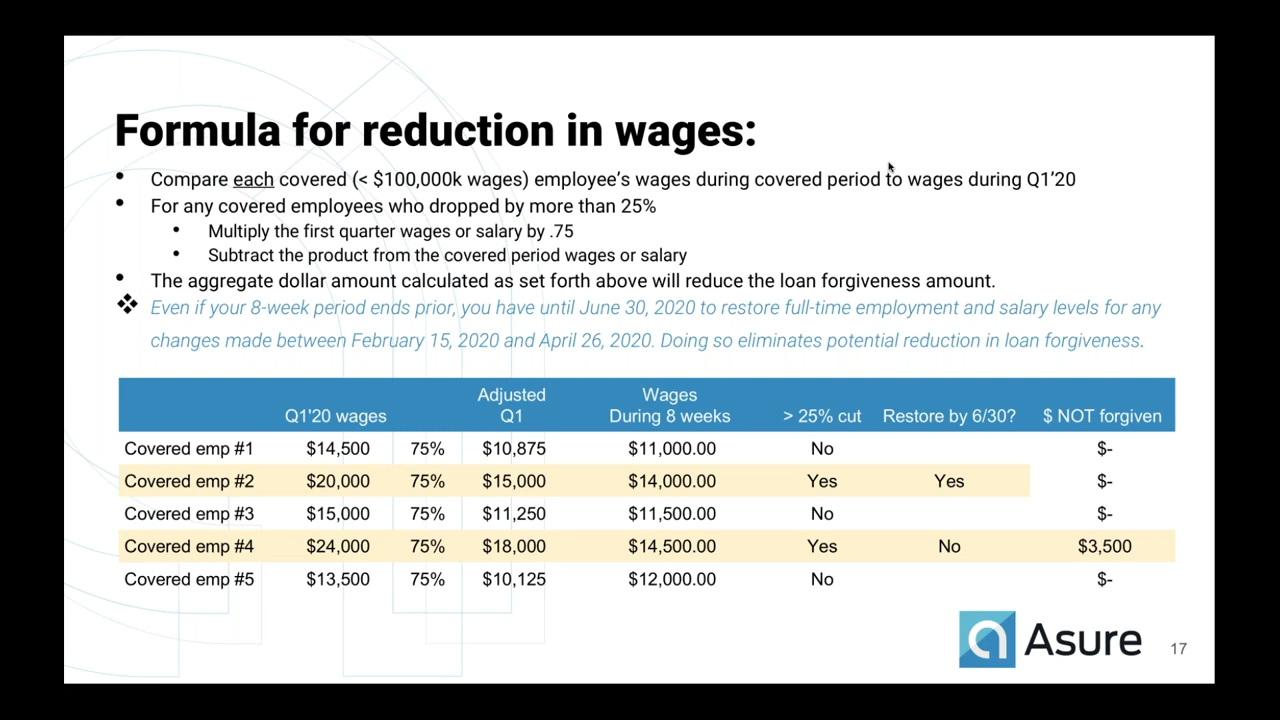 Formula for reduction in wages:
• Compare each covered (< $100,000k wages) employee's wages during covered period to wages during Q1'20
• For any covered employees who dropped by more than 25%
• Multiply the first quarter wages or salary by .75
• Subtract the product from the covered period wages or salary
• The aggregate dollar amount calculated as set forth above will reduce the loan forgiveness amount.
❖ Even if your 8-week period ends prior, you have until June 30, 2020 to restore full-time employment and salary levels for any
changes made between February 15, 2020 and April 26, 2020. Doing so eliminates potential reduction in loan forgiveness.
Adjusted Wages
Q1'20 wages Q1 During 8 weeks > 25% cut Restore by 6/30? $ NOT forgiven
Covered emp #1 $14,500 75% $10,875 $11,000.00 No $-
Covered emp #2 $20,000 75% $15,000 $14,000.00 Yes Yes $-
Covered emp #3 $15,000 75% $11,250 $11,500.00 No $-
Covered emp #4 $24,000 75% $18,000 $14,500.00 Yes No $3,500
Covered emp #5 $13,500 75% $10,125 $12,000.00 No $-
Asure 17